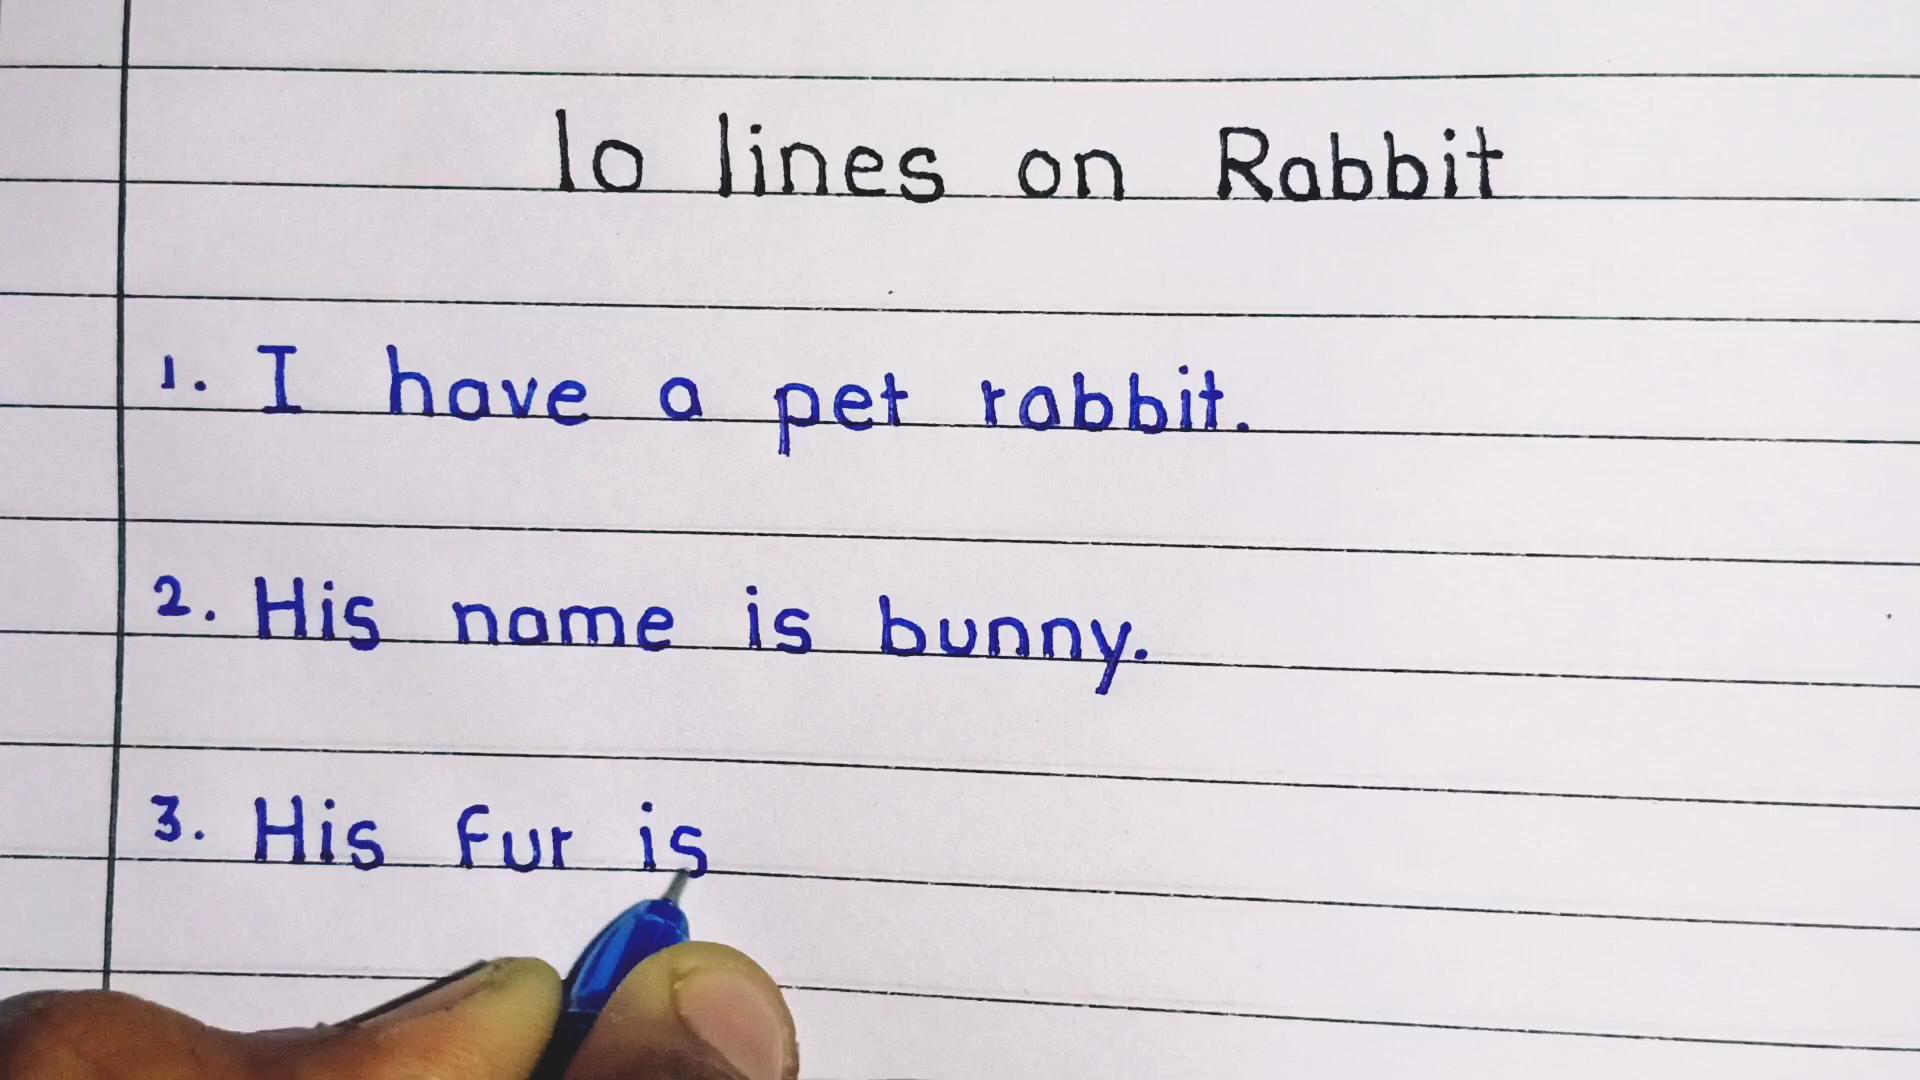 10 lines on Rabbit
1. I have a pet rabbit.
2. His name is bunny.
3. His fur is